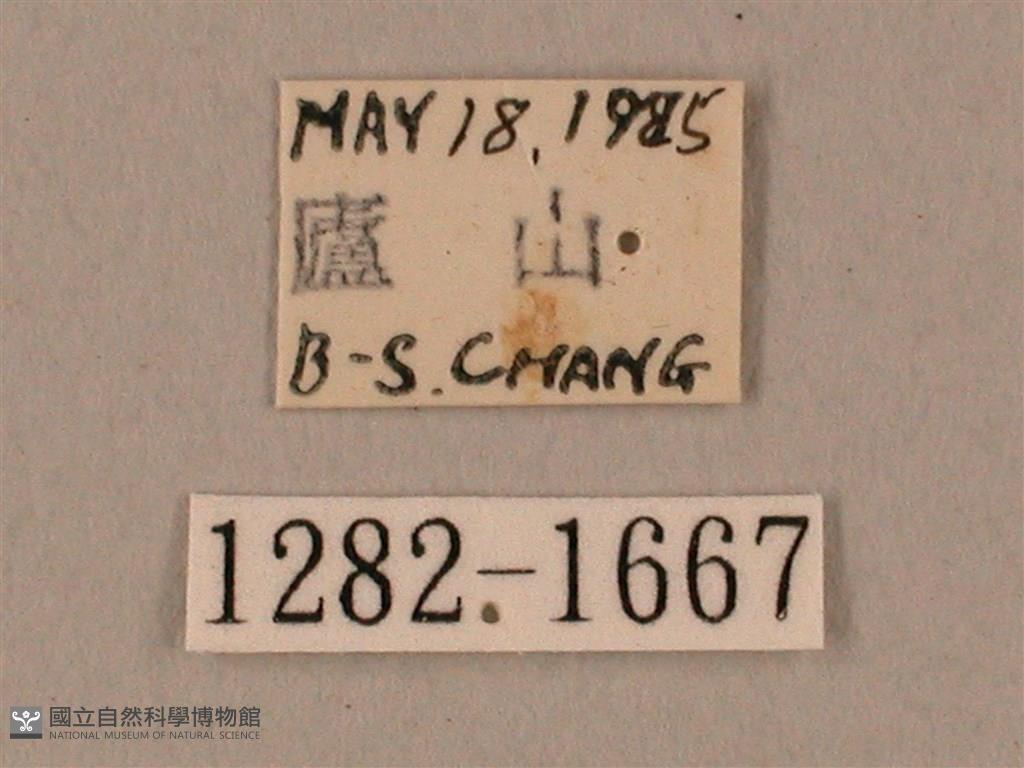 MAY 18, 1985
廬 山
B-S. CHANG
1282-1667
國立自然科學博物館
NATIONAL MUSEUM OF NATURAL SCIENCE